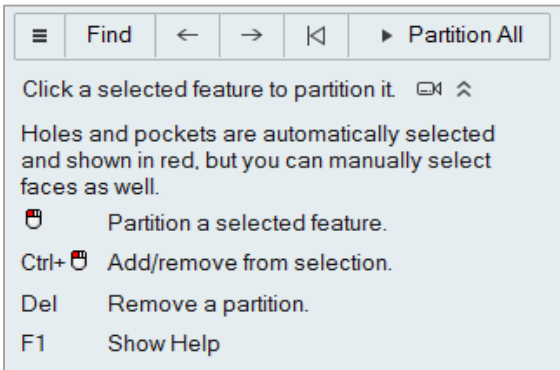 Find Partition All
Click a selected feature to partition it.
Holes and pockets are automatically selected
and shown in red, but you can manually select
faces as well.
Partition a selected feature.
Ctrl+ Add/remove from selection.
Del Remove a partition.
F1 Show Help